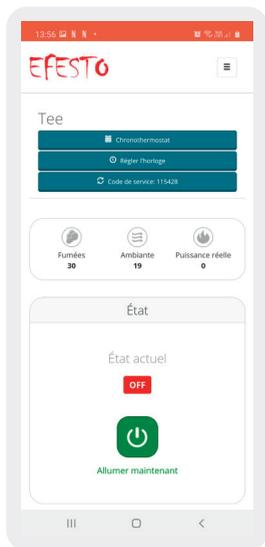 13:56
EFESTO
Tee
Chronothermostat
Régler l'horloge
Code de service: 115428
Fumées Ambiante Puissance réelle
30 19 0
État
État actuel
OFF
Allumer maintenant